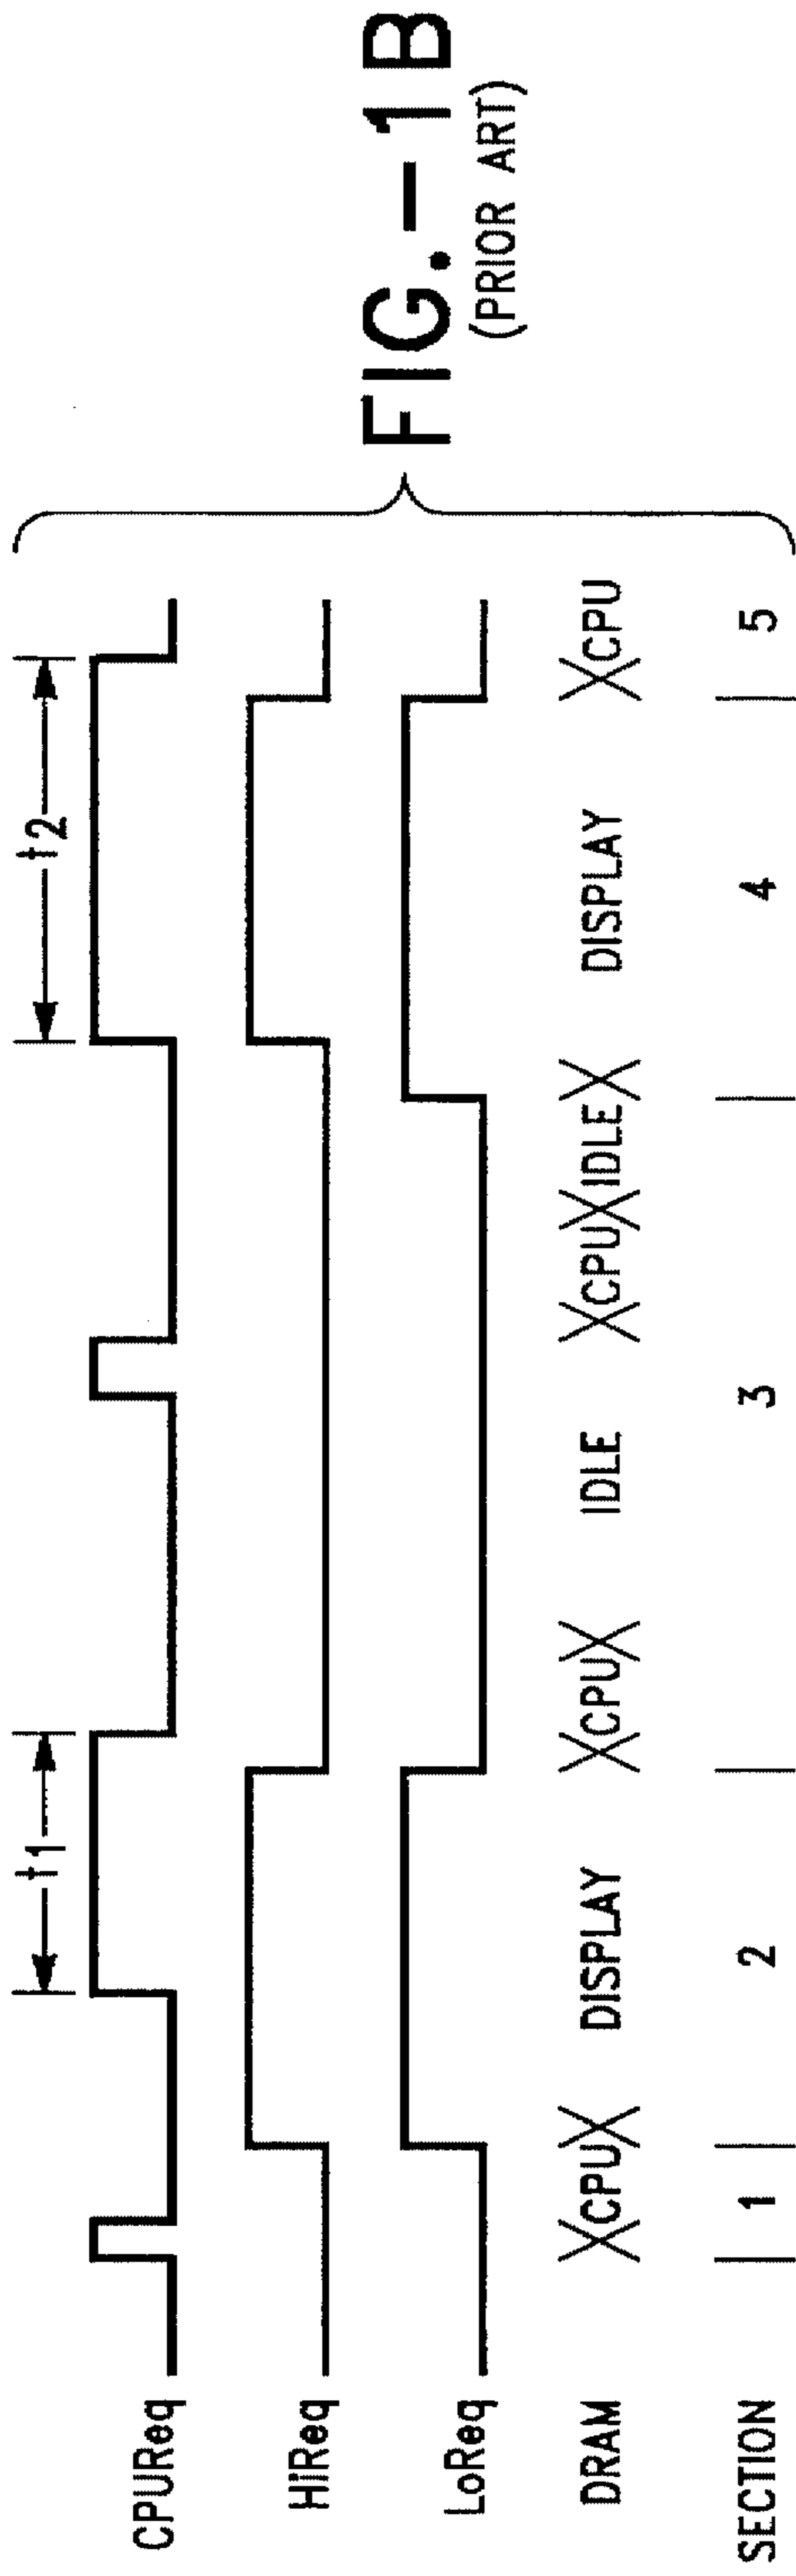 t1 t2
CPUReq
HiReq
LoReq
DRAM CPU DISPLAY CPU IDLE CPU IDLE DISPLAY CPU
SECTION 1 2 3 4 5
FIG.-1B
(PRIOR ART)